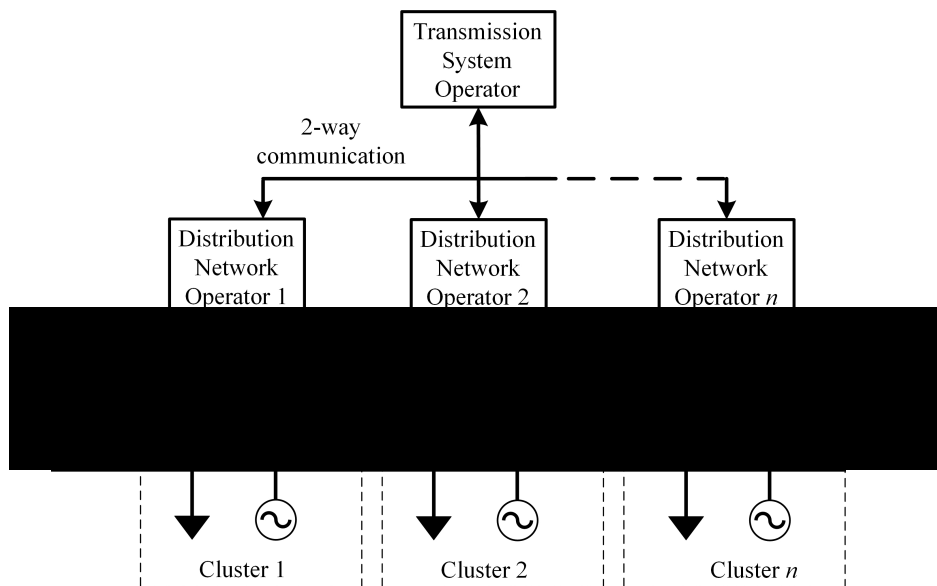 Transmission
System
Operator
2-way
communication
Distribution
Network
Operator 1
Distribution
Network
Operator 2
Distribution
Network
Operator n
Cluster 1
Cluster 2
Cluster n